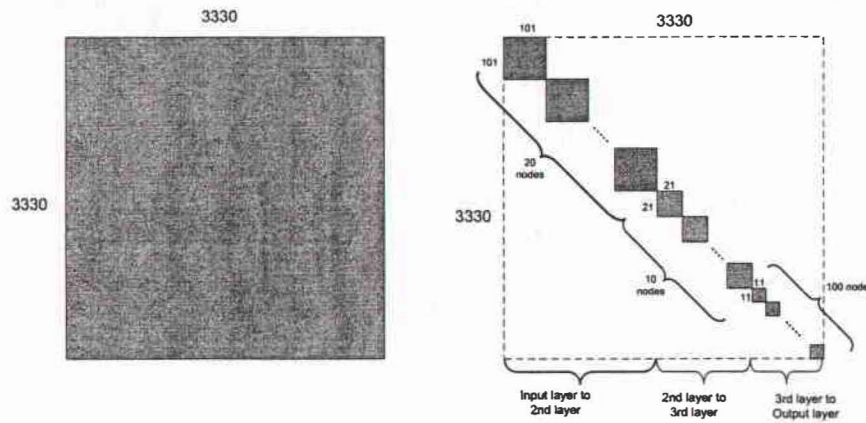 3330
3330
3330
101
101
20
nodes
21
21
3330
10
nodes
11
11
100 node
Input layer to
2nd layer
2nd layer to
3rd layer
3rd layer to
Output layer